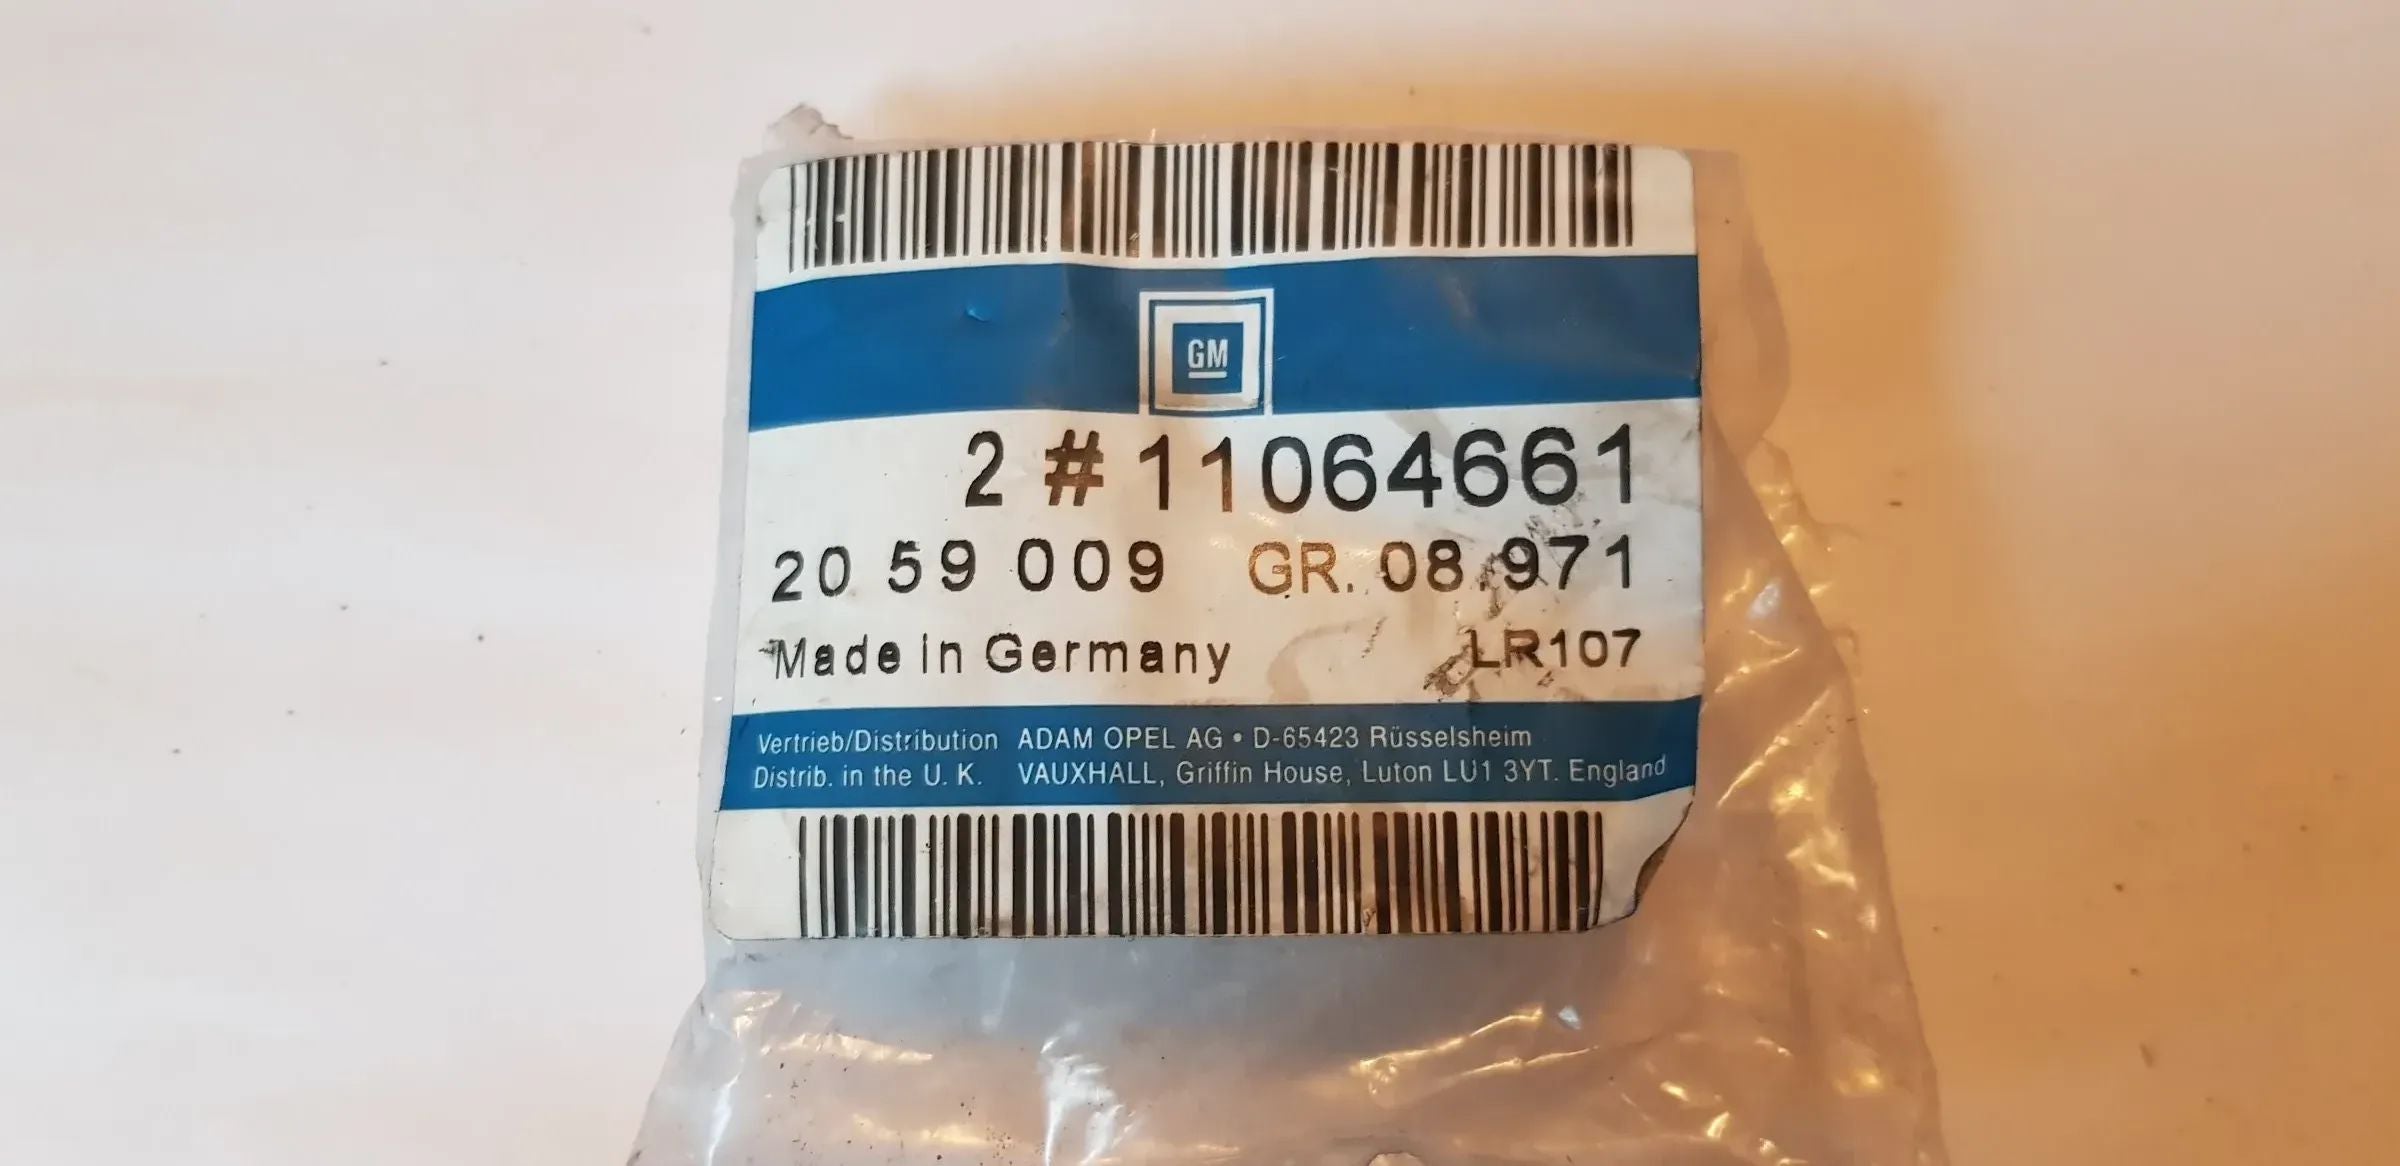 GM
2 # 11064661
20 59 009 GR. 08.971
Made in Germany LR107
Vertrieb/Distribution ADAM OPEL AG • D-65423 Rüsselsheim
Distrib. in the U. K. VAUXHALL, Griffin House, Luton LU1 3YT. England